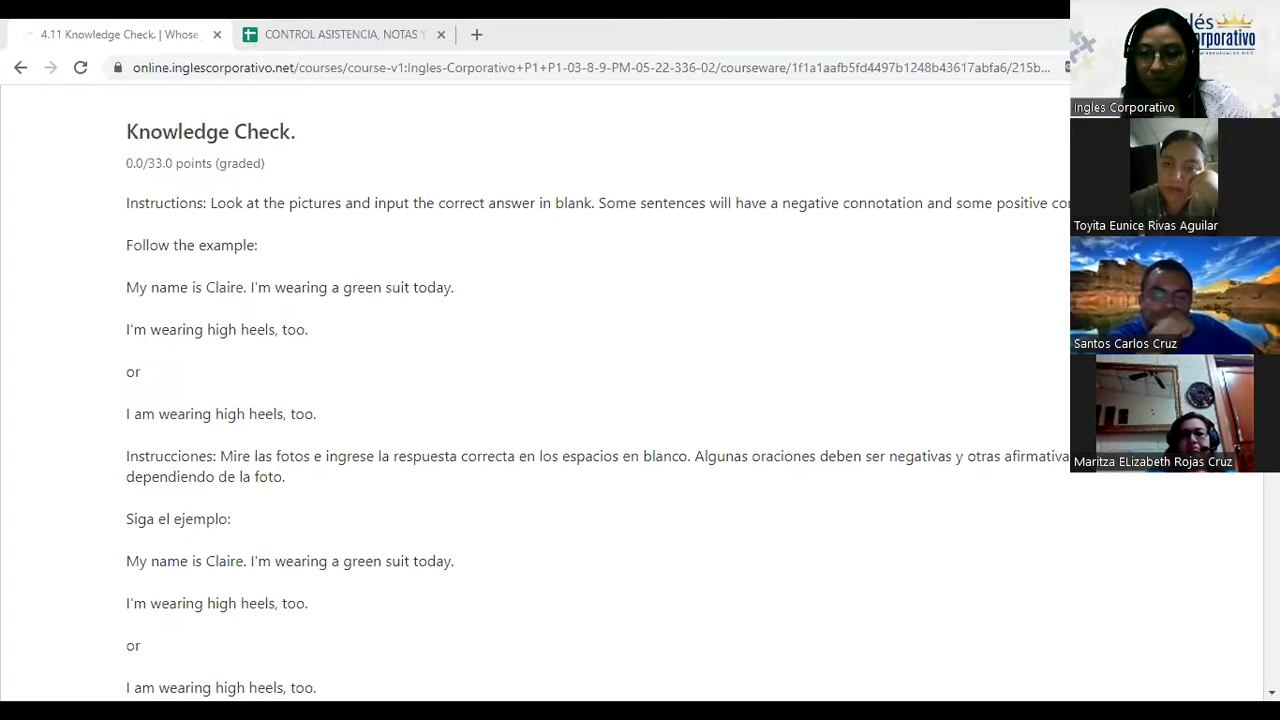 4.11 Knowledge Check. | Whose
CONTROL ASISTENCIA, NOTAS Y
online.inglescorporativo.net/courses/course-v1:Ingles-Corporativo+P1+P1-03-8-9-PM-05-22-336-02/courseware/1f1a1aafb5fd4497b1248b43617abfa6/215b...
Knowledge Check.
0.0/33.0 points (graded)
Instructions: Look at the pictures and input the correct answer in blank. Some sentences will have a negative connotation and some positive co
Follow the example:
My name is Claire. I'm wearing a green suit today.
I'm wearing high heels, too.
or
I am wearing high heels, too.
Instrucciones: Mire las fotos e ingrese la respuesta correcta en los espacios en blanco. Algunas oraciones deben ser negativas y otras afirmativa
dependiendo de la foto.
Siga el ejemplo:
My name is Claire. I'm wearing a green suit today.
I'm wearing high heels, too.
or
I am wearing high heels, too.
Ingles Corporativo
Toyita Eunice Rivas Aguilar
Santos Carlos Cruz
Maritza ELizabeth Rojas Cruz